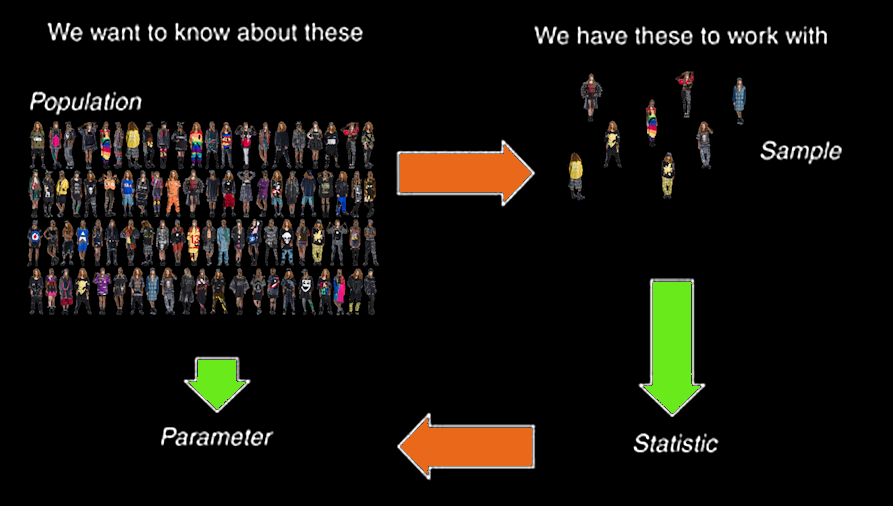 We want to know about these
We have these to work with
Population
Sample
Parameter
Statistic